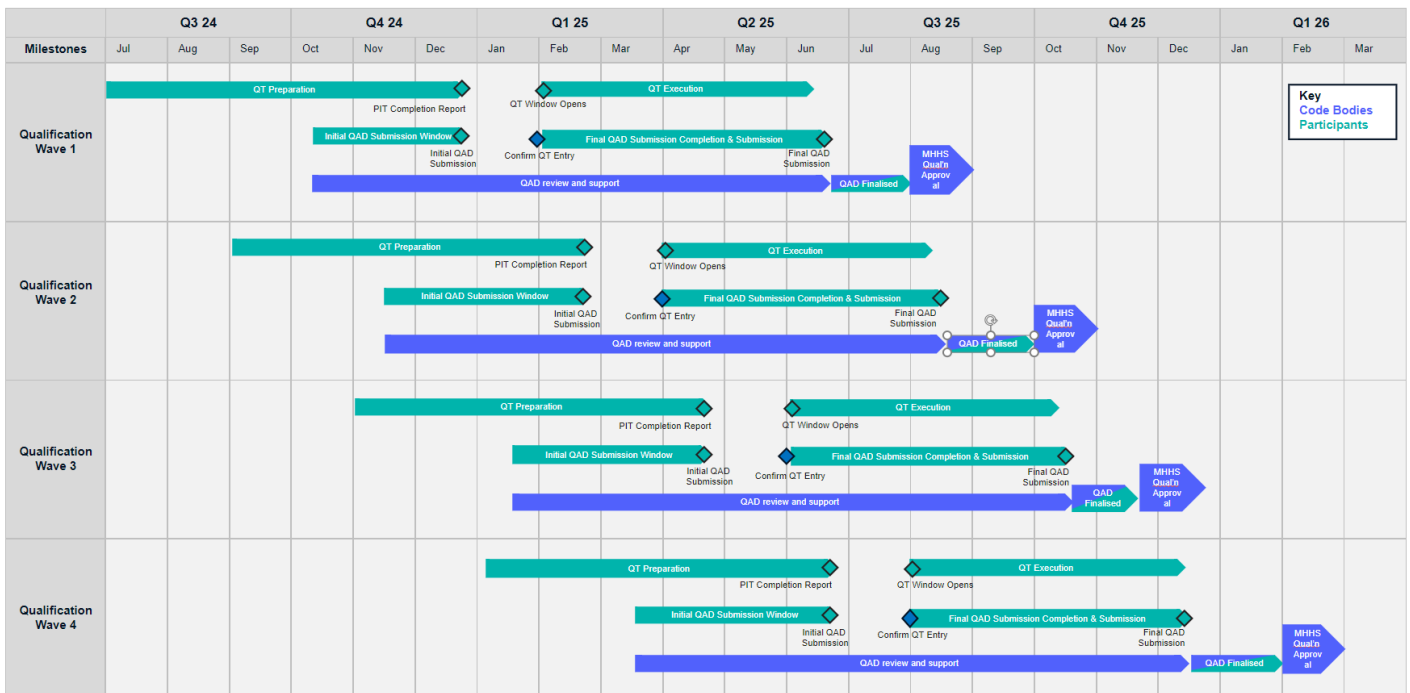 Q3 24 Q4 24 Q1 25 Q2 25 Q3 25 Q4 25 Q1 26
Milestones Jul Aug Sep Oct Nov Dec Jan Feb Mar Apr May Jun Jul Aug Sep Oct Nov Dec Jan Feb Mar
Key
Code Bodies
Participants
Qualification
Wave 1
QT Preparation
PIT Completion Report
QT Window Opens
QT Execution
Initial QAD Submission Window
Initial QAD
Submission
Confirm QT Entry
Final QAD Submission Completion & Submission
Final QAD
Submission
QAD review and support
QAD Finalised
MHHS
Qual'n
Approv
al
Qualification
Wave 2
QT Preparation
PIT Completion Report
QT Window Opens
QT Execution
Initial QAD Submission Window
Initial QAD
Submission
Confirm QT Entry
Final QAD Submission Completion & Submission
Final QAD
Submission
QAD review and support
QAD Finalised
MHHS
Qual'n
Approv
al
Qualification
Wave 3
QT Preparation
PIT Completion Report
QT Window Opens
QT Execution
Initial QAD Submission Window
Initial QAD
Submission
Confirm QT Entry
Final QAD Submission Completion & Submission
Final QAD
Submission
QAD review and support
QAD
Finalised
MHHS
Qual'n
Approv
al
Qualification
Wave 4
QT Preparation
PIT Completion Report
QT Window Opens
QT Execution
Initial QAD Submission Window
Initial QAD
Submission
Confirm QT Entry
Final QAD Submission Completion & Submission
Final QAD
Submission
QAD review and support
QAD Finalised
MHHS
Qual'n
Approv
al